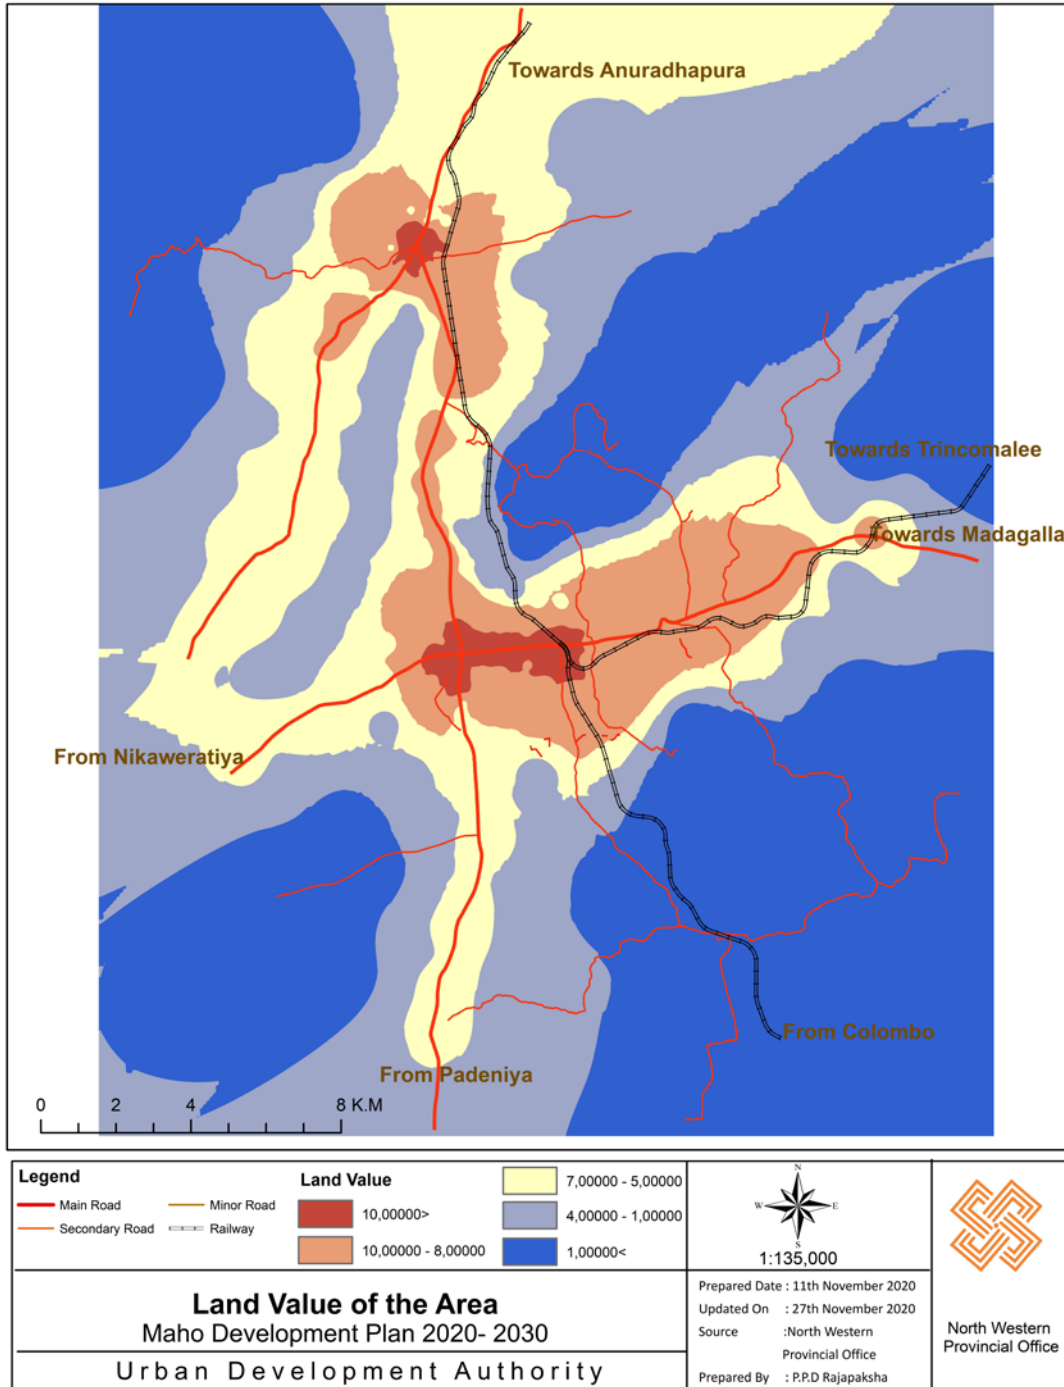 Towards Anuradhapura
Towards Trincomalee
Towards Madagalla
From Nikaweratiya
From Colombo
From Padeniya
0 2 4 8 K.M
Legend
Main Road
Minor Road
Secondary Road
Railway
Land Value
10,00000>
10,00000 - 8,00000
7,00000 - 5,00000
4,00000 - 1,00000
1,00000<
N
W E
S
1:135,000
Land Value of the Area
Maho Development Plan 2020- 2030
Urban Development Authority
Prepared Date : 11th November 2020
Updated On : 27th November 2020
Source :North Western
Provincial Office
Prepared By : P.P.D Rajapaksha
North Western
Provincial Office